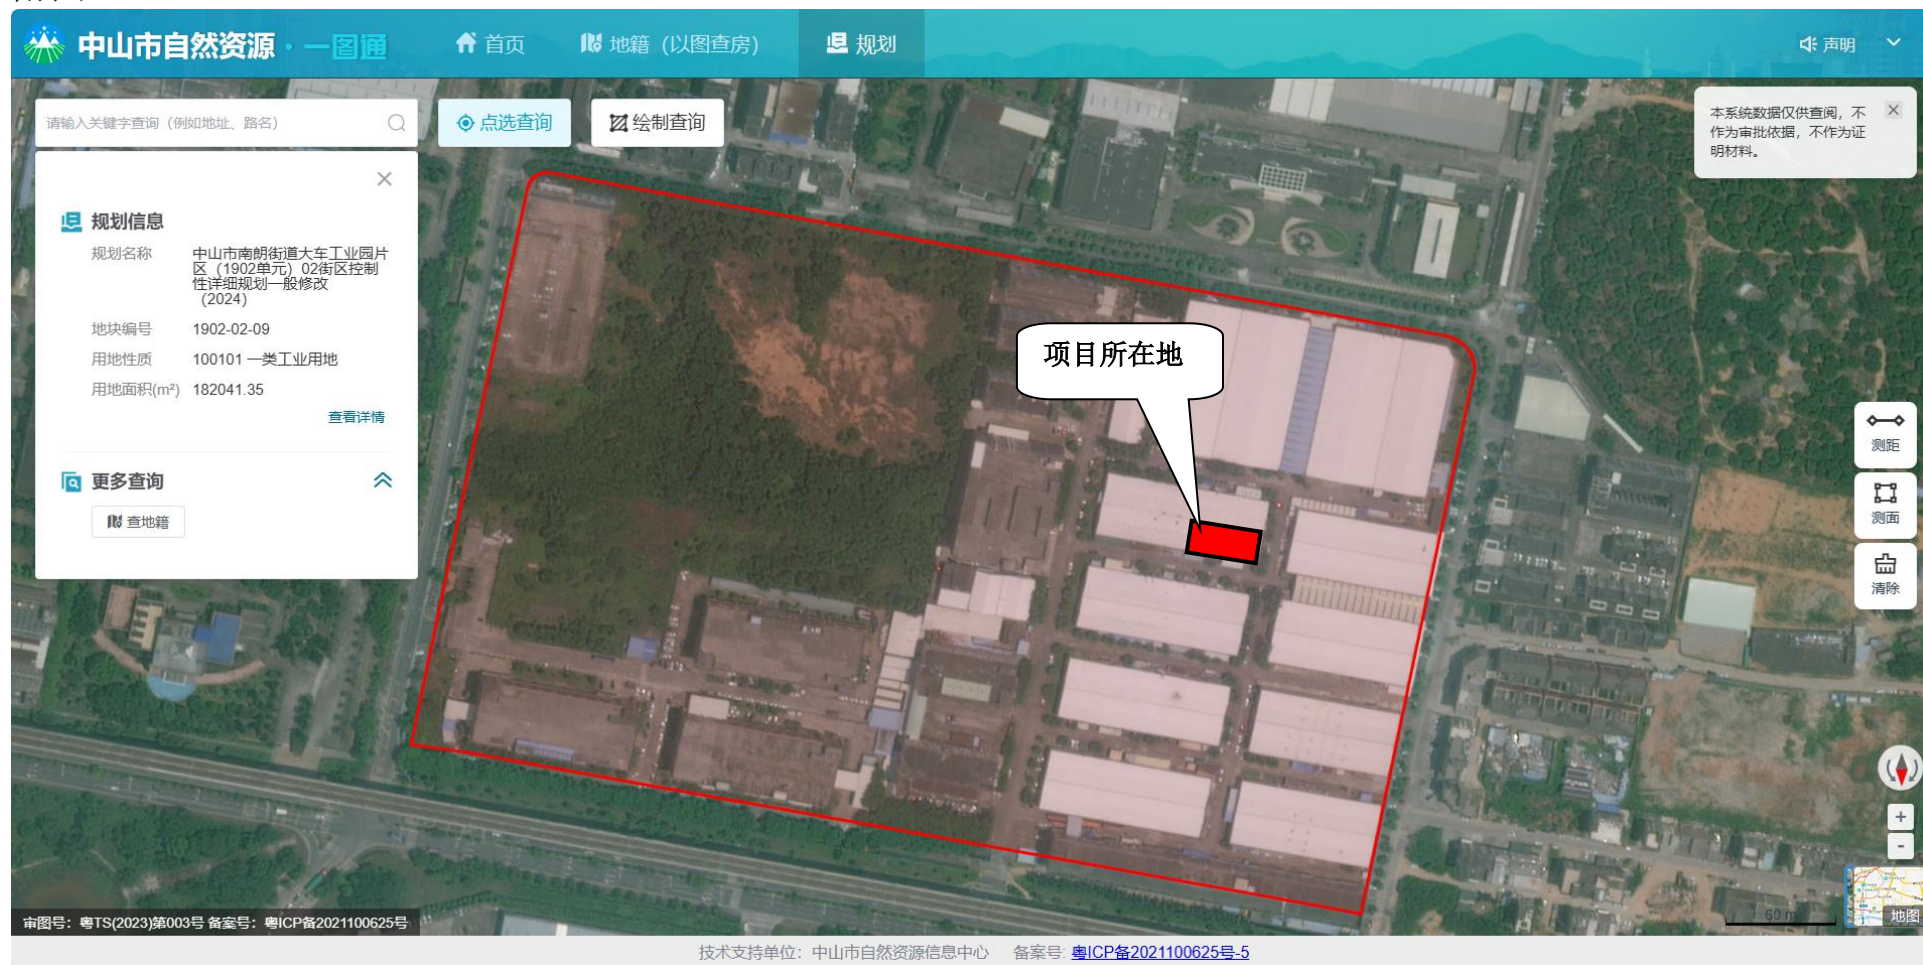 中山市自然资源·一图通
首页
地籍（以图查房）
规划
声明
请输入关键字查询（例如地址、路名）
点选查询
绘制查询
本系统数据仅供查阅，不
作为审批依据，不作为证
明材料。
规划信息
规划名称
中山市南朗街道大车工业园片
区（1902单元）02街区控制
性详细规划一般修改
（2024）
地块编号 1902-02-09
用地性质 100101 一类工业用地
用地面积(m²) 182041.35
查看详情
更多查询
查地籍
项目所在地
测距
测面
清除
+
-
60 m
地图
审图号：粤TS(2023)第003号 备案号：粤ICP备2021100625号
技术支持单位：中山市自然资源信息中心 备案号: 粤ICP备2021100625号-5